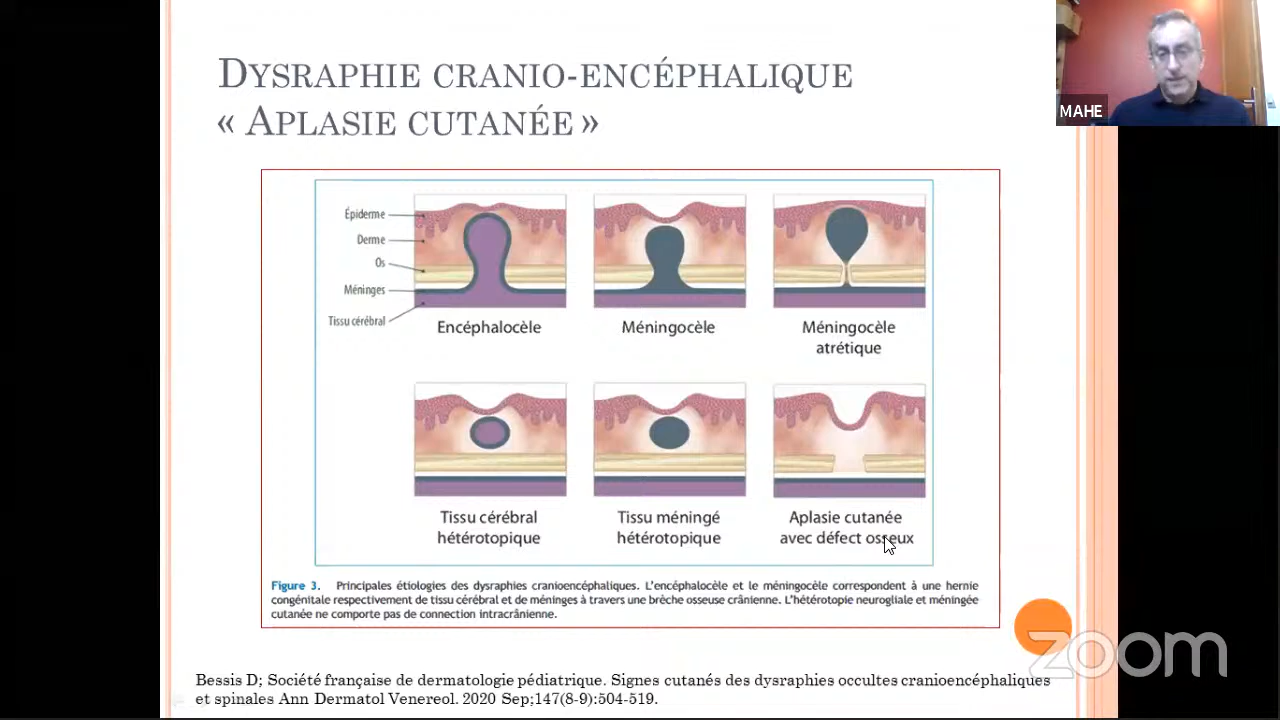 DYSRAPHIE CRANIO-ENCÉPHALIQUE
« APLASIE CUTANÉE »
MAHE
Épiderme
Derme
Os
Méninges
Tissu cérébral
Encéphalocèle
Méningocèle
Méningocèle
atrétique
Tissu cérébral
hétérotopique
Tissu méningé
hétérotopique
Aplasie cutanée
avec défect osseux
Figure 3. Principales étiologies des dysraphies cranioencéphaliques. L'encéphalocèle et le méningocèle correspondent à une hernie
congénitale respectivement de tissu cérébral et de méninges à travers une brèche osseuse crânienne. L'hétérotopie neurogliale et méningée
cutanée ne comporte pas de connection intracrânienne.
zoom
Bessis D; Société française de dermatologie pédiatrique. Signes cutanés des dysraphies occultes cranioencéphaliques
et spinales Ann Dermatol Venereol. 2020 Sep;147(8-9):504-519.